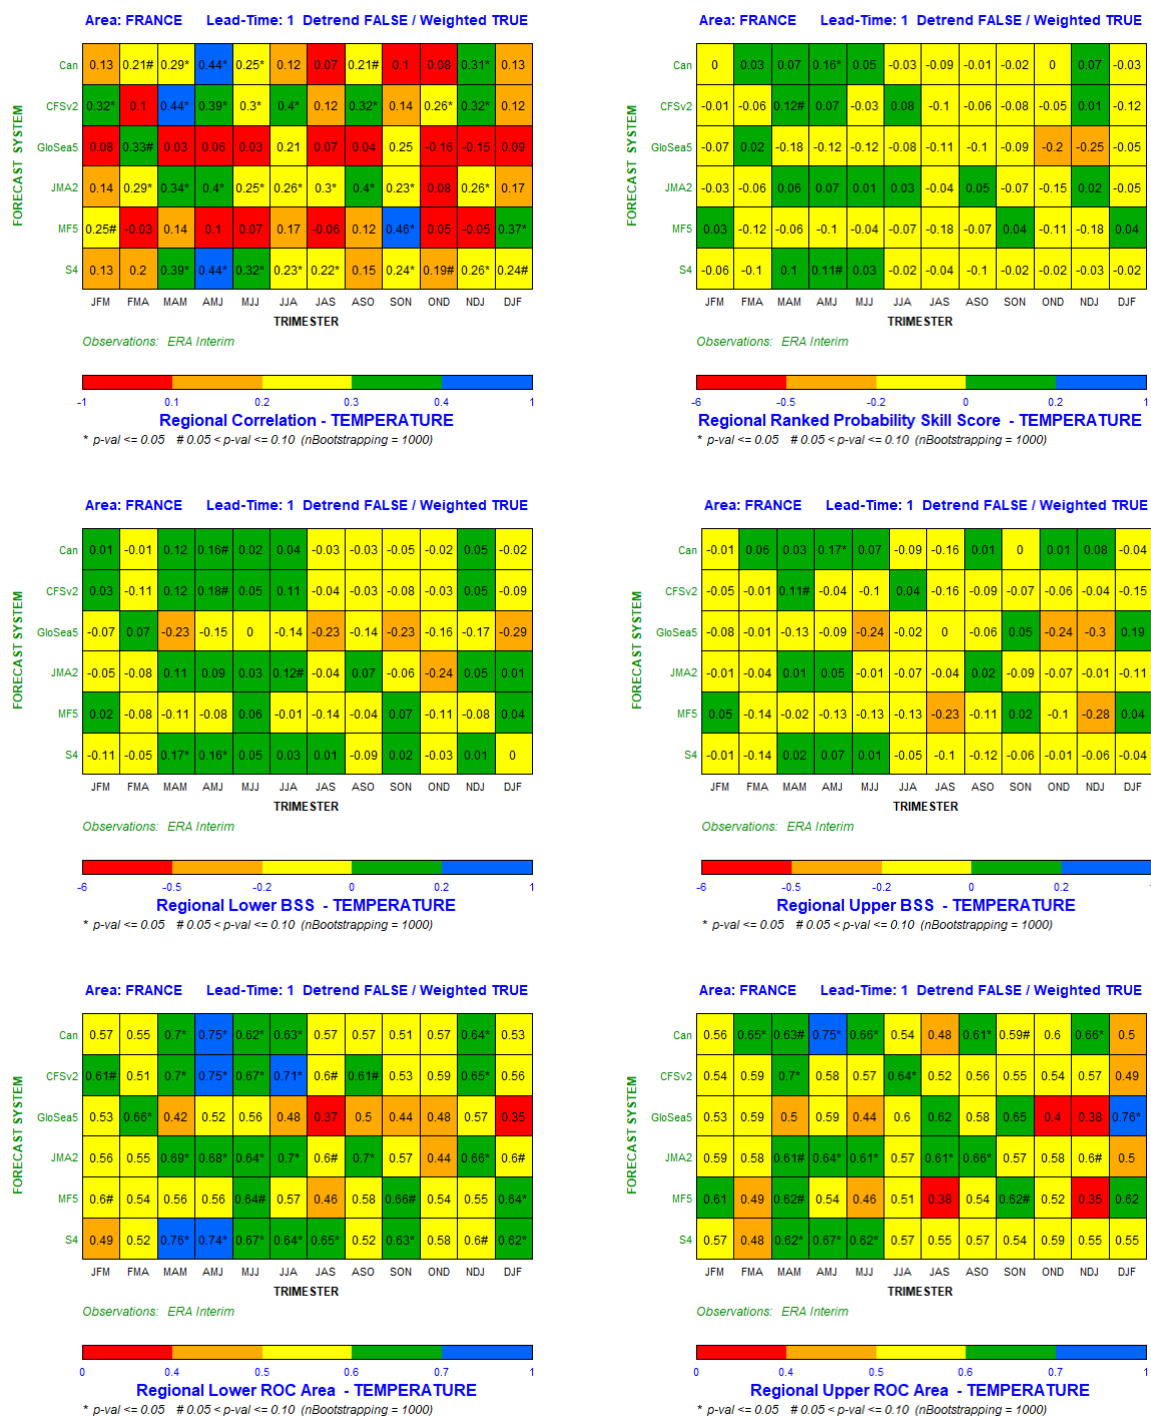 Area: FRANCE Lead-Time: 1 Detrend FALSE / Weighted TRUE
FORECAST SYSTEM
Can 0.13 0.21# 0.29* 0.44* 0.25* 0.12 0.07 0.21# 0.1 0.08 0.31* 0.13
CFSv2 0.32* 0.1 0.44* 0.39* 0.3* 0.4* 0.12 0.32* 0.14 0.26* 0.32* 0.12
GloSea5 0.08 0.33# 0.03 0.06 0.03 0.21 0.07 0.04 0.25 -0.16 -0.15 0.09
JMA2 0.14 0.29* 0.34* 0.4* 0.25* 0.26* 0.3* 0.4* 0.23* 0.08 0.26* 0.17
MF5 0.25# -0.03 0.14 0.1 0.07 0.17 -0.06 0.12 0.46* 0.05 -0.05 0.37*
S4 0.13 0.2 0.39* 0.44* 0.32* 0.23* 0.22* 0.15 0.24* 0.19# 0.26* 0.24#
JFM FMA MAM AMJ MJJ JJA JAS ASO SON OND NDJ DJF
TRIMESTER
Observations: ERA Interim
-1 0.1 0.2 0.3 0.4 1
Regional Correlation - TEMPERATURE
* p-val <= 0.05 # 0.05 < p-val <= 0.10 (nBootstrapping = 1000)
Area: FRANCE Lead-Time: 1 Detrend FALSE / Weighted TRUE
FORECAST SYSTEM
Can 0 0.03 0.07 0.16* 0.05 -0.03 -0.09 -0.01 -0.02 0 0.07 -0.03
CFSv2 -0.01 -0.06 0.12# 0.07 -0.03 0.08 -0.1 -0.06 -0.08 -0.05 0.01 -0.12
GloSea5 -0.07 0.02 -0.18 -0.12 -0.12 -0.08 -0.11 -0.1 -0.09 -0.2 -0.25 -0.05
JMA2 -0.03 -0.06 0.06 0.07 0.01 0.03 -0.04 0.05 -0.07 -0.15 0.02 -0.05
MF5 0.03 -0.12 -0.06 -0.1 -0.04 -0.07 -0.18 -0.07 0.04 -0.11 -0.18 0.04
S4 -0.06 -0.1 0.1 0.11# 0.03 -0.02 -0.04 -0.1 -0.02 -0.02 -0.03 -0.02
JFM FMA MAM AMJ MJJ JJA JAS ASO SON OND NDJ DJF
TRIMESTER
Observations: ERA Interim
-6 -0.5 -0.2 0 0.2 1
Regional Ranked Probability Skill Score - TEMPERATURE
* p-val <= 0.05 # 0.05 < p-val <= 0.10 (nBootstrapping = 1000)
Area: FRANCE Lead-Time: 1 Detrend FALSE / Weighted TRUE
FORECAST SYSTEM
Can 0.01 -0.01 0.12 0.16# 0.02 0.04 -0.03 -0.03 -0.05 -0.02 0.05 -0.02
CFSv2 0.03 -0.11 0.12 0.18# 0.05 0.11 -0.04 -0.03 -0.08 -0.03 0.05 -0.09
GloSea5 -0.07 0.07 -0.23 -0.15 0 -0.14 -0.23 -0.14 -0.23 -0.16 -0.17 -0.29
JMA2 -0.05 -0.08 0.11 0.09 0.03 0.12# -0.04 0.07 -0.06 -0.24 0.05 0.01
MF5 0.02 -0.08 -0.11 -0.08 0.06 -0.01 -0.14 -0.04 0.07 -0.11 -0.08 0.04
S4 -0.11 -0.05 0.17* 0.16* 0.05 0.03 0.01 -0.09 0.02 -0.03 0.01 0
JFM FMA MAM AMJ MJJ JJA JAS ASO SON OND NDJ DJF
TRIMESTER
Observations: ERA Interim
-6 -0.5 -0.2 0 0.2 1
Regional Lower BSS - TEMPERATURE
* p-val <= 0.05 # 0.05 < p-val <= 0.10 (nBootstrapping = 1000)
Area: FRANCE Lead-Time: 1 Detrend FALSE / Weighted TRUE
FORECAST SYSTEM
Can -0.01 0.06 0.03 0.17* 0.07 -0.09 -0.16 0.01 0 0.01 0.08 -0.04
CFSv2 -0.05 -0.01 0.11# -0.04 -0.1 0.04 -0.16 -0.09 -0.07 -0.06 -0.04 -0.15
GloSea5 -0.08 -0.01 -0.13 -0.09 -0.24 -0.02 0 -0.06 0.05 -0.24 -0.3 0.19
JMA2 -0.01 -0.04 0.01 0.05 -0.01 -0.07 -0.04 0.02 -0.09 -0.07 -0.01 -0.11
MF5 0.05 -0.14 -0.02 -0.13 -0.13 -0.13 -0.23 -0.11 0.02 -0.1 -0.28 0.04
S4 -0.01 -0.14 0.02 0.07 0.01 -0.05 -0.1 -0.12 -0.06 -0.01 -0.06 -0.04
JFM FMA MAM AMJ MJJ JJA JAS ASO SON OND NDJ DJF
TRIMESTER
Observations: ERA Interim
-6 -0.5 -0.2 0 0.2 1
Regional Upper BSS - TEMPERATURE
* p-val <= 0.05 # 0.05 < p-val <= 0.10 (nBootstrapping = 1000)
Area: FRANCE Lead-Time: 1 Detrend FALSE / Weighted TRUE
FORECAST SYSTEM
Can 0.57 0.55 0.7* 0.75* 0.62* 0.63* 0.57 0.57 0.51 0.57 0.64* 0.53
CFSv2 0.61# 0.51 0.7* 0.75* 0.67* 0.71* 0.6# 0.61# 0.53 0.59 0.65* 0.56
GloSea5 0.53 0.66* 0.42 0.52 0.56 0.48 0.37 0.5 0.44 0.48 0.57 0.35
JMA2 0.56 0.55 0.69* 0.68* 0.64* 0.7* 0.6# 0.7* 0.57 0.44 0.66* 0.6#
MF5 0.6# 0.54 0.56 0.56 0.64# 0.57 0.46 0.58 0.66# 0.54 0.55 0.64*
S4 0.49 0.52 0.76* 0.74* 0.67* 0.64* 0.65* 0.52 0.63* 0.58 0.6# 0.62*
JFM FMA MAM AMJ MJJ JJA JAS ASO SON OND NDJ DJF
TRIMESTER
Observations: ERA Interim
0 0.4 0.5 0.6 0.7 1
Regional Lower ROC Area - TEMPERATURE
* p-val <= 0.05 # 0.05 < p-val <= 0.10 (nBootstrapping = 1000)
Area: FRANCE Lead-Time: 1 Detrend FALSE / Weighted TRUE
FORECAST SYSTEM
Can 0.56 0.65* 0.63# 0.75* 0.66* 0.54 0.48 0.61* 0.59# 0.6 0.66* 0.5
CFSv2 0.54 0.59 0.7* 0.58 0.57 0.64* 0.52 0.56 0.55 0.54 0.57 0.49
GloSea5 0.53 0.59 0.5 0.59 0.44 0.6 0.62 0.58 0.65 0.4 0.38 0.76*
JMA2 0.59 0.58 0.61# 0.64* 0.61* 0.57 0.61* 0.66* 0.57 0.58 0.6# 0.5
MF5 0.61 0.49 0.62# 0.54 0.46 0.51 0.38 0.54 0.62# 0.52 0.35 0.62
S4 0.57 0.48 0.62* 0.67* 0.62* 0.57 0.55 0.57 0.54 0.59 0.55 0.55
JFM FMA MAM AMJ MJJ JJA JAS ASO SON OND NDJ DJF
TRIMESTER
Observations: ERA Interim
0 0.4 0.5 0.6 0.7 1
Regional Upper ROC Area - TEMPERATURE
* p-val <= 0.05 # 0.05 < p-val <= 0.10 (nBootstrapping = 1000)